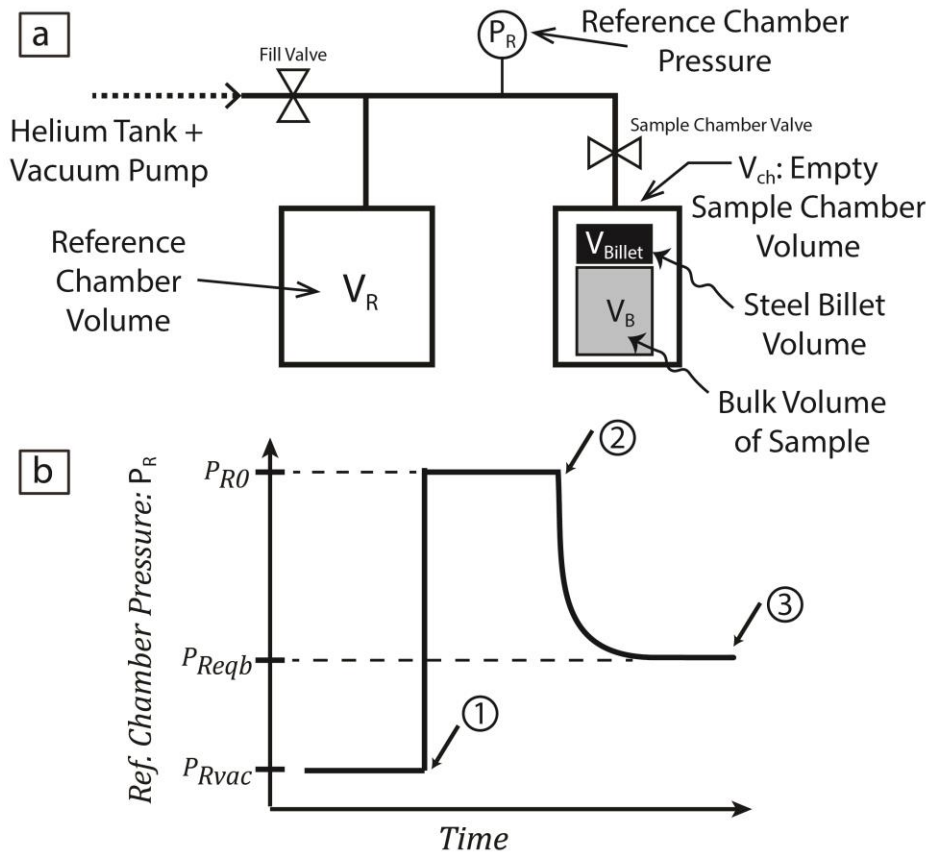 a
Fill Valve
P_R
Reference Chamber
Pressure
Helium Tank +
Vacuum Pump
Sample Chamber Valve
V_ch: Empty
Sample Chamber
Volume
Reference
Chamber
Volume
V_R
V_Billet
V_B
Steel Billet
Volume
Bulk Volume
of Sample
b
Ref. Chamber Pressure: P_R
P_R0
P_Reqb
P_Rvac
①
②
③
Time